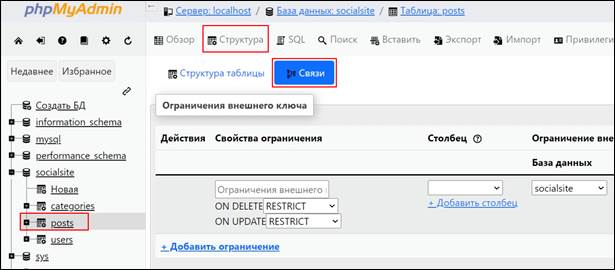 phpMyAdmin
Сервер: localhost / База данных: socialsite / Таблица: posts
Обзор Структура SQL Поиск Вставить Экспорт Импорт Привилеги
Недавнее Избранное
Структура таблицы Связи
Создать БД
information_schema
mysql
performance_schema
socialsite
Новая
categories
posts
users
sys
Ограничения внешнего ключа
Действия Свойства ограничения Столбец Ограничение вне
База данных
Ограничения внешнего к socialsite
ON DELETE RESTRICT + Добавить столбец
ON UPDATE RESTRICT
+ Добавить ограничение